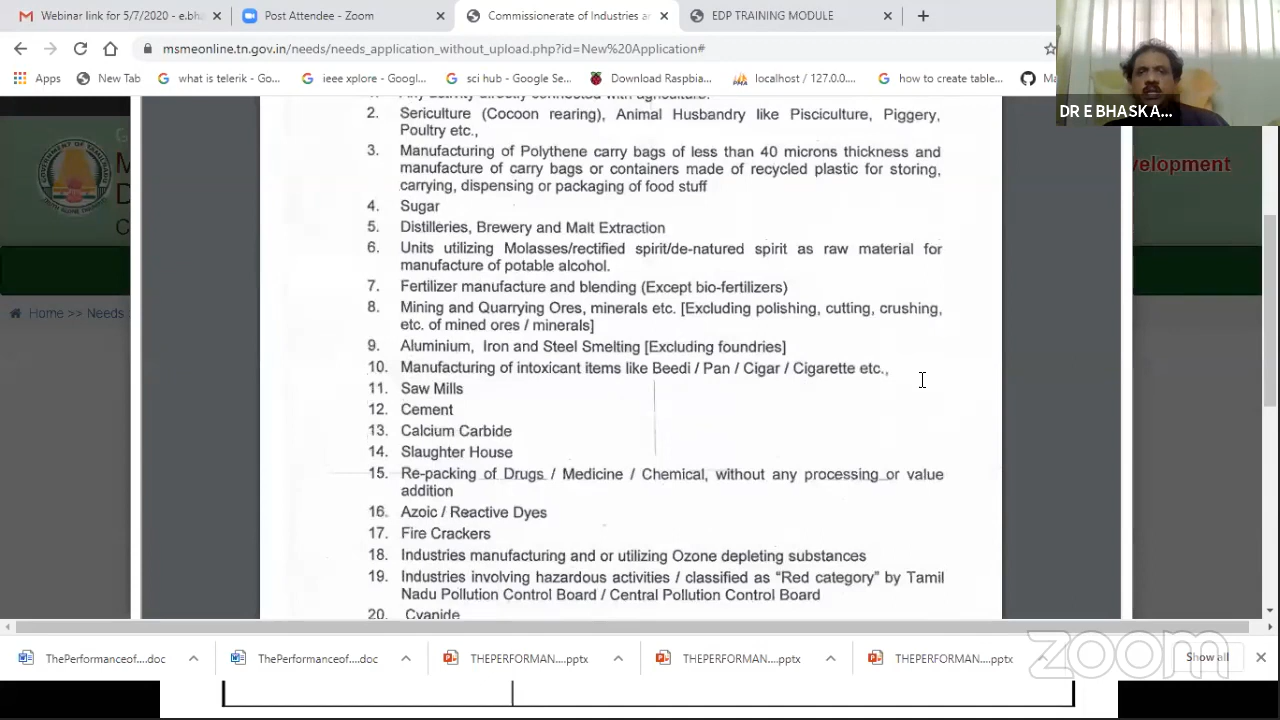 Webinar link for 5/7/2020 - e.bha
Post Attendee - Zoom
Commissionerate of Industries ar
EDP TRAINING MODULE
msmeonline.tn.gov.in/needs/needs_application_without_upload.php?id=New%20Application#
Apps
New Tab
what is telerik - Go...
ieee xplore - Googl...
sci hub - Google Se...
Download Raspbia...
localhost / 127.0.0...
how to create table...
DR E BHASKA...
1. Any activity directly connected with agriculture.
2. Sericulture (Cocoon rearing), Animal Husbandry like Pisciculture, Piggery,
Poultry etc.,
3. Manufacturing of Polythene carry bags of less than 40 microns thickness and
manufacture of carry bags or containers made of recycled plastic for storing,
carrying, dispensing or packaging of food stuff
4. Sugar
5. Distilleries, Brewery and Malt Extraction
6. Units utilizing Molasses/rectified spirit/de-natured spirit as raw material for
manufacture of potable alcohol.
7. Fertilizer manufacture and blending (Except bio-fertilizers)
8. Mining and Quarrying Ores, minerals etc. [Excluding polishing, cutting, crushing,
etc. of mined ores / minerals]
9. Aluminium, Iron and Steel Smelting [Excluding foundries]
10. Manufacturing of intoxicant items like Beedi / Pan / Cigar / Cigarette etc.,
11. Saw Mills
12. Cement
13. Calcium Carbide
14. Slaughter House
15. Re-packing of Drugs / Medicine / Chemical, without any processing or value
addition
16. Azoic / Reactive Dyes
17. Fire Crackers
18. Industries manufacturing and or utilizing Ozone depleting substances
19. Industries involving hazardous activities / classified as “Red category” by Tamil
Nadu Pollution Control Board / Central Pollution Control Board
20. Cyanide
velopment
Home >> Needs
ThePerformanceof....doc
ThePerformanceof....doc
THEPERFORMAN....pptx
THEPERFORMAN....pptx
THEPERFORMAN....pptx
Show all
zoom